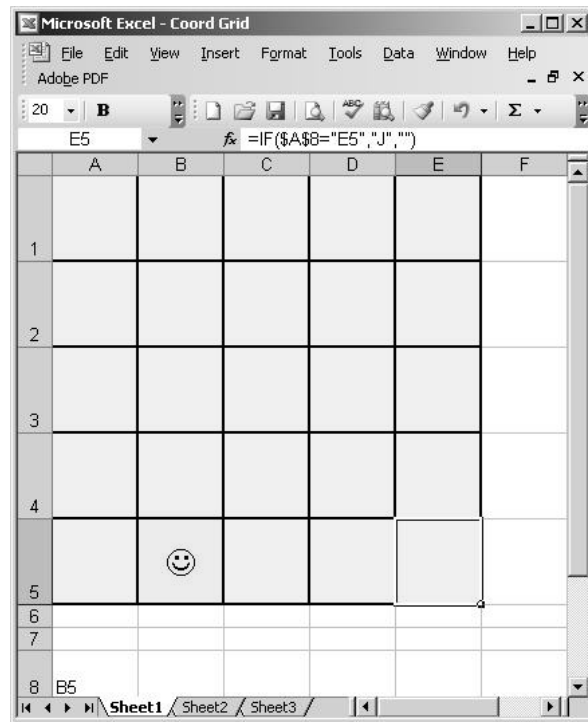 Microsoft Excel - Coord Grid
File Edit View Insert Format Tools Data Window Help
Adobe PDF
20 B ABC Σ
E5 fx =IF($A$8="E5","J","")
A B C D E F
1
2
3
4
5
6
7
8 B5
Sheet1 Sheet2 Sheet3